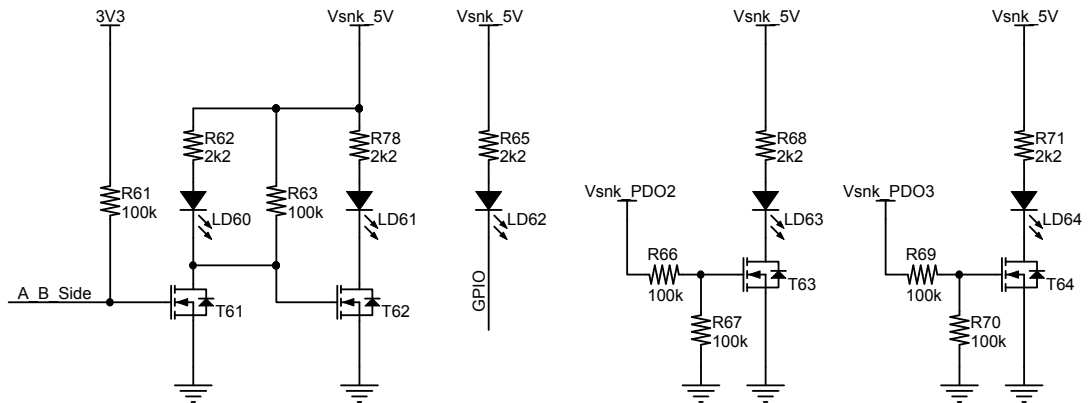 3V3
Vsnk_5V
Vsnk_5V
Vsnk_5V
Vsnk_5V
R62
2k2
R78
2k2
R65
2k2
R68
2k2
R71
2k2
R61
100k
R63
100k
LD60
LD61
LD62
Vsnk_PDO2
LD63
Vsnk_PDO3
LD64
R66
100k
R69
100k
A_B_Side
T61
T62
GPIO
T63
T64
R67
100k
R70
100k